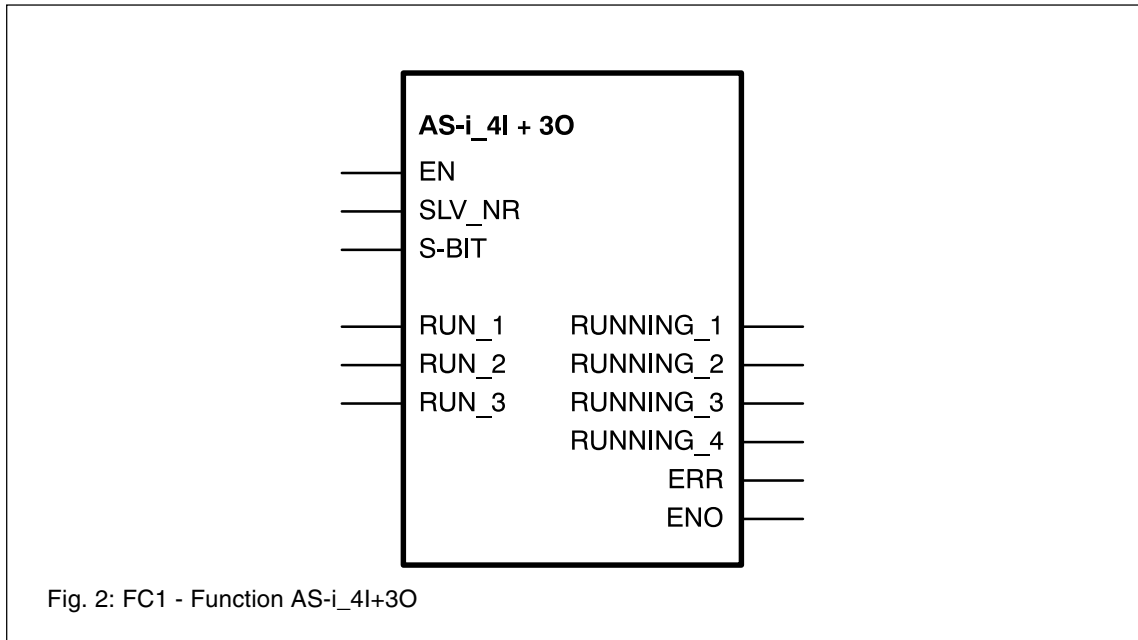 AS-i_4I + 3O
EN
SLV_NR
S-BIT
RUN_1 RUNNING_1
RUN_2 RUNNING_2
RUN_3 RUNNING_3
RUNNING_4
ERR
ENO
Fig. 2: FC1 - Function AS-i_4I+3O